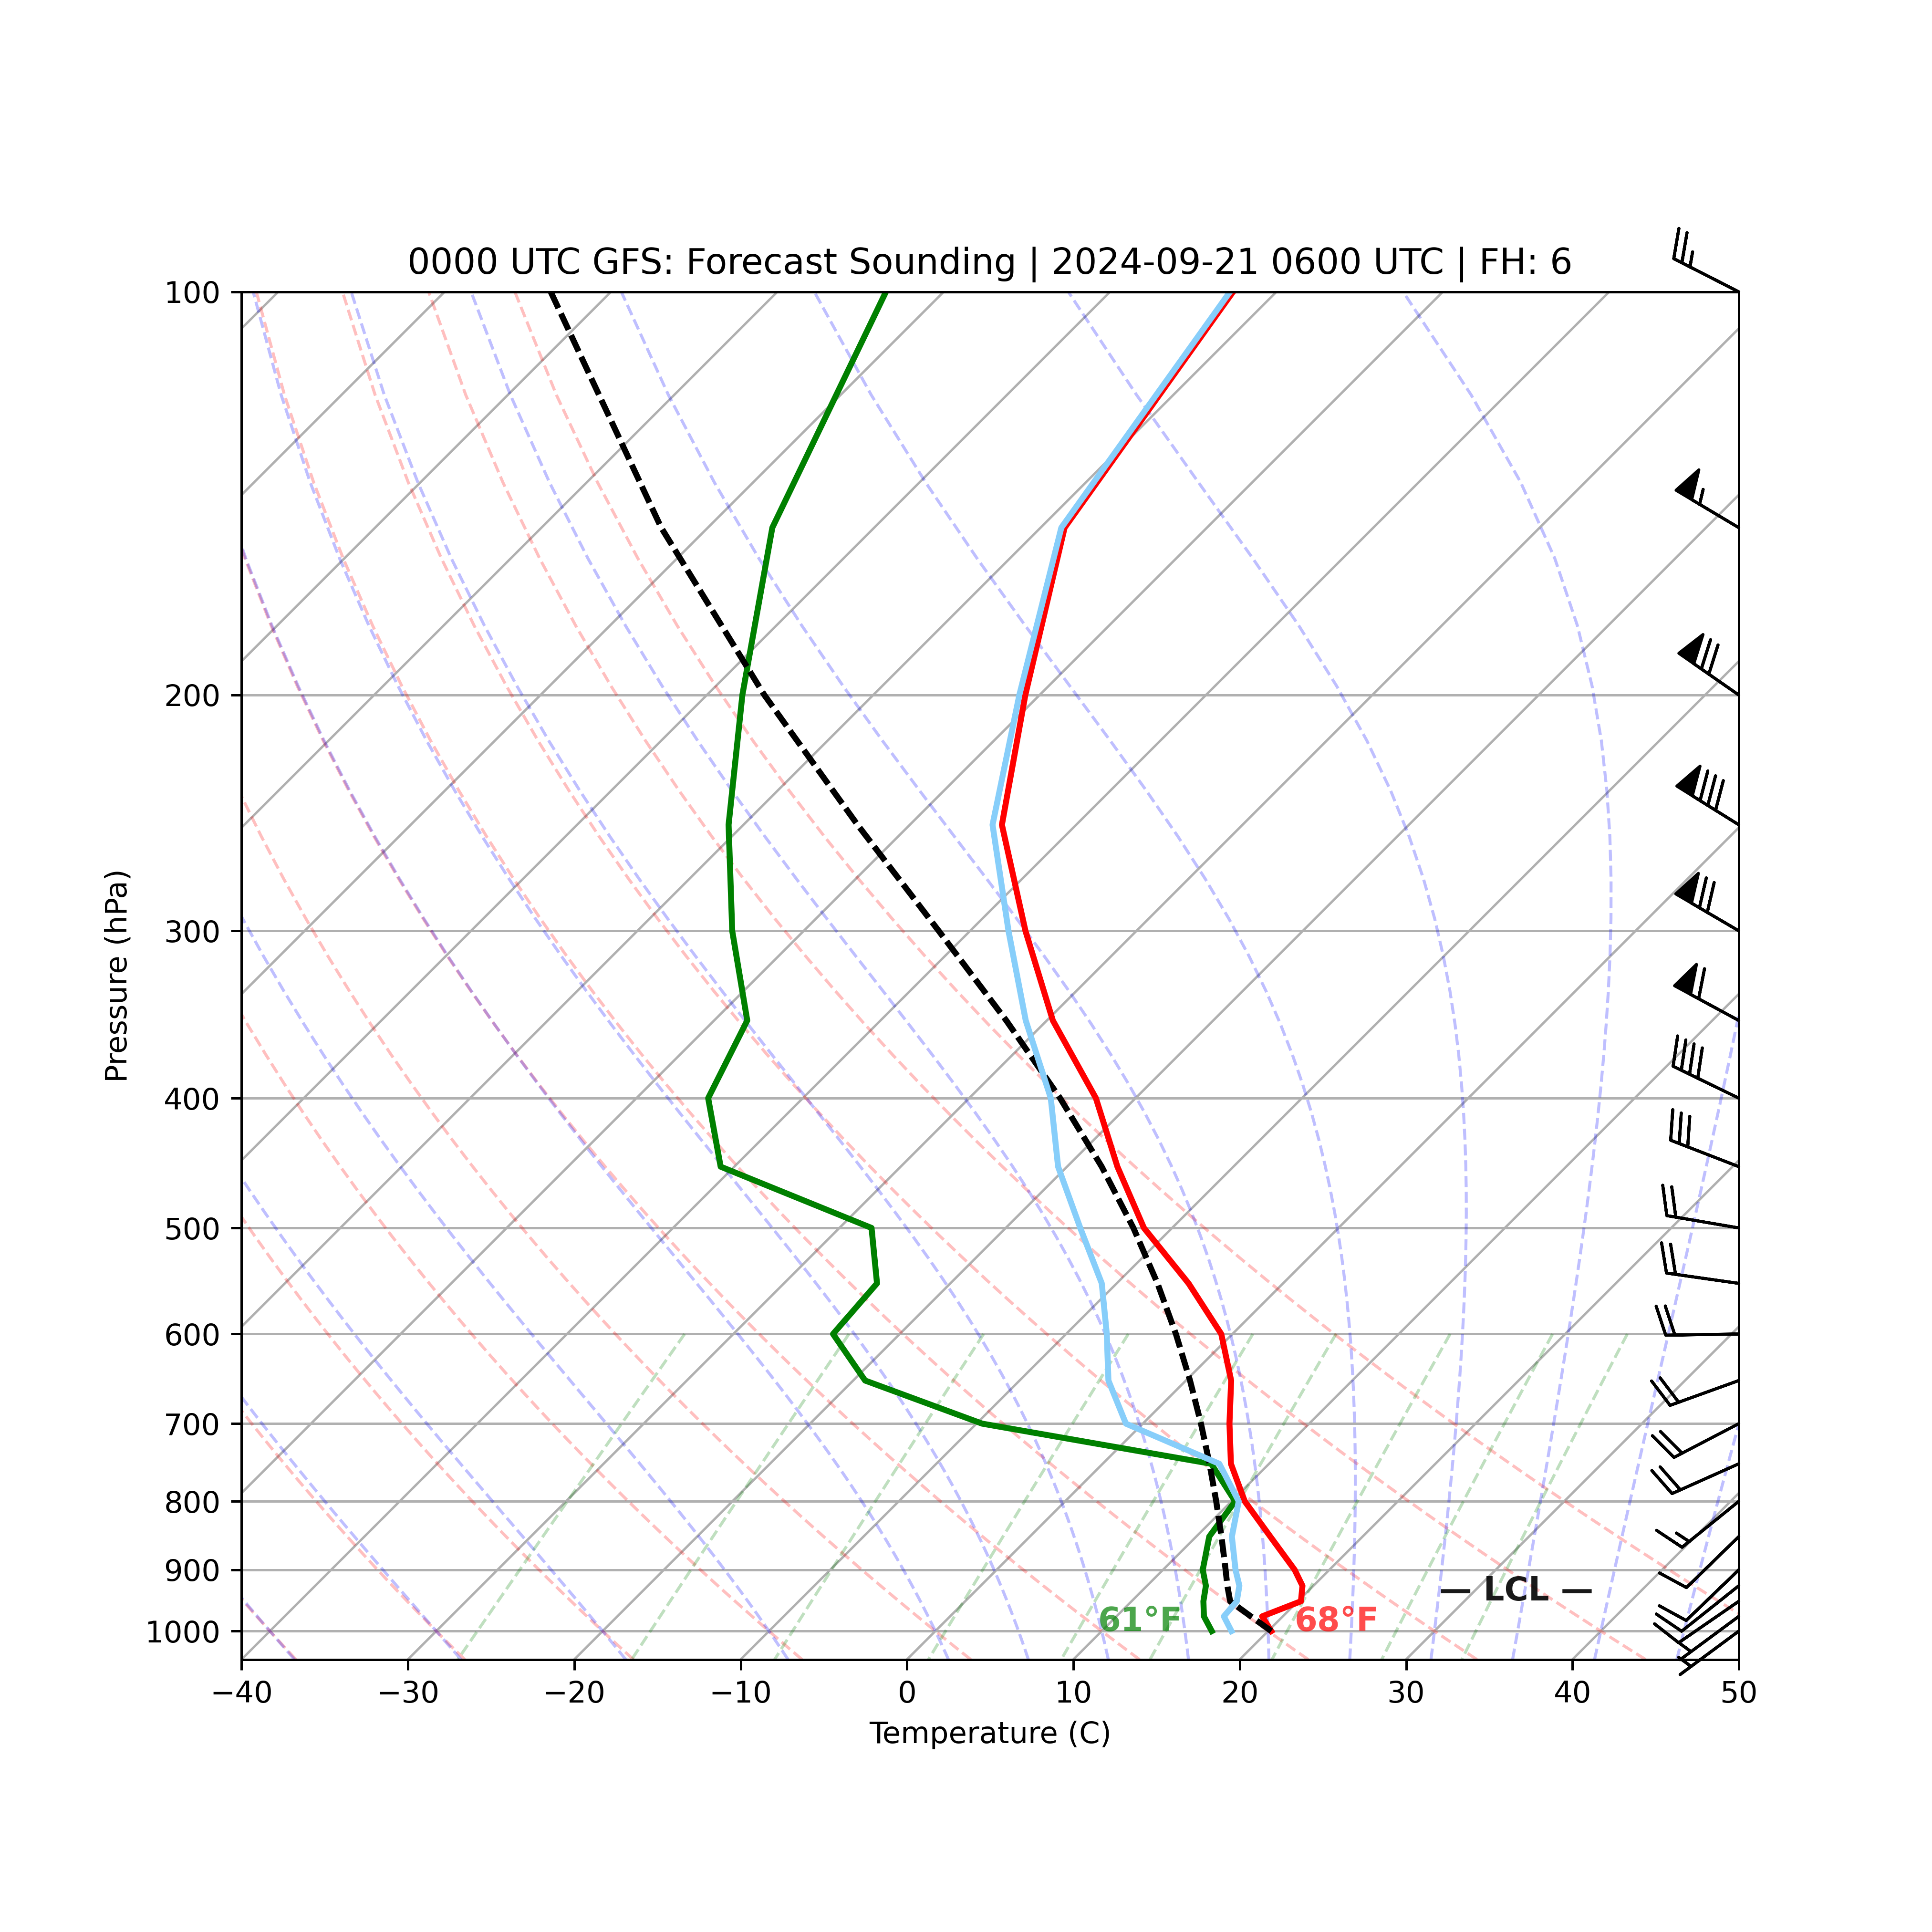 0000 UTC GFS: Forecast Sounding | 2024-09-21 0600 UTC | FH: 6
100
200
300
400
500
600
700
800
900
1000
Pressure (hPa)
— LCL —
61°F
68°F
−40 −30 −20 −10 0 10 20 30 40 50
Temperature (C)